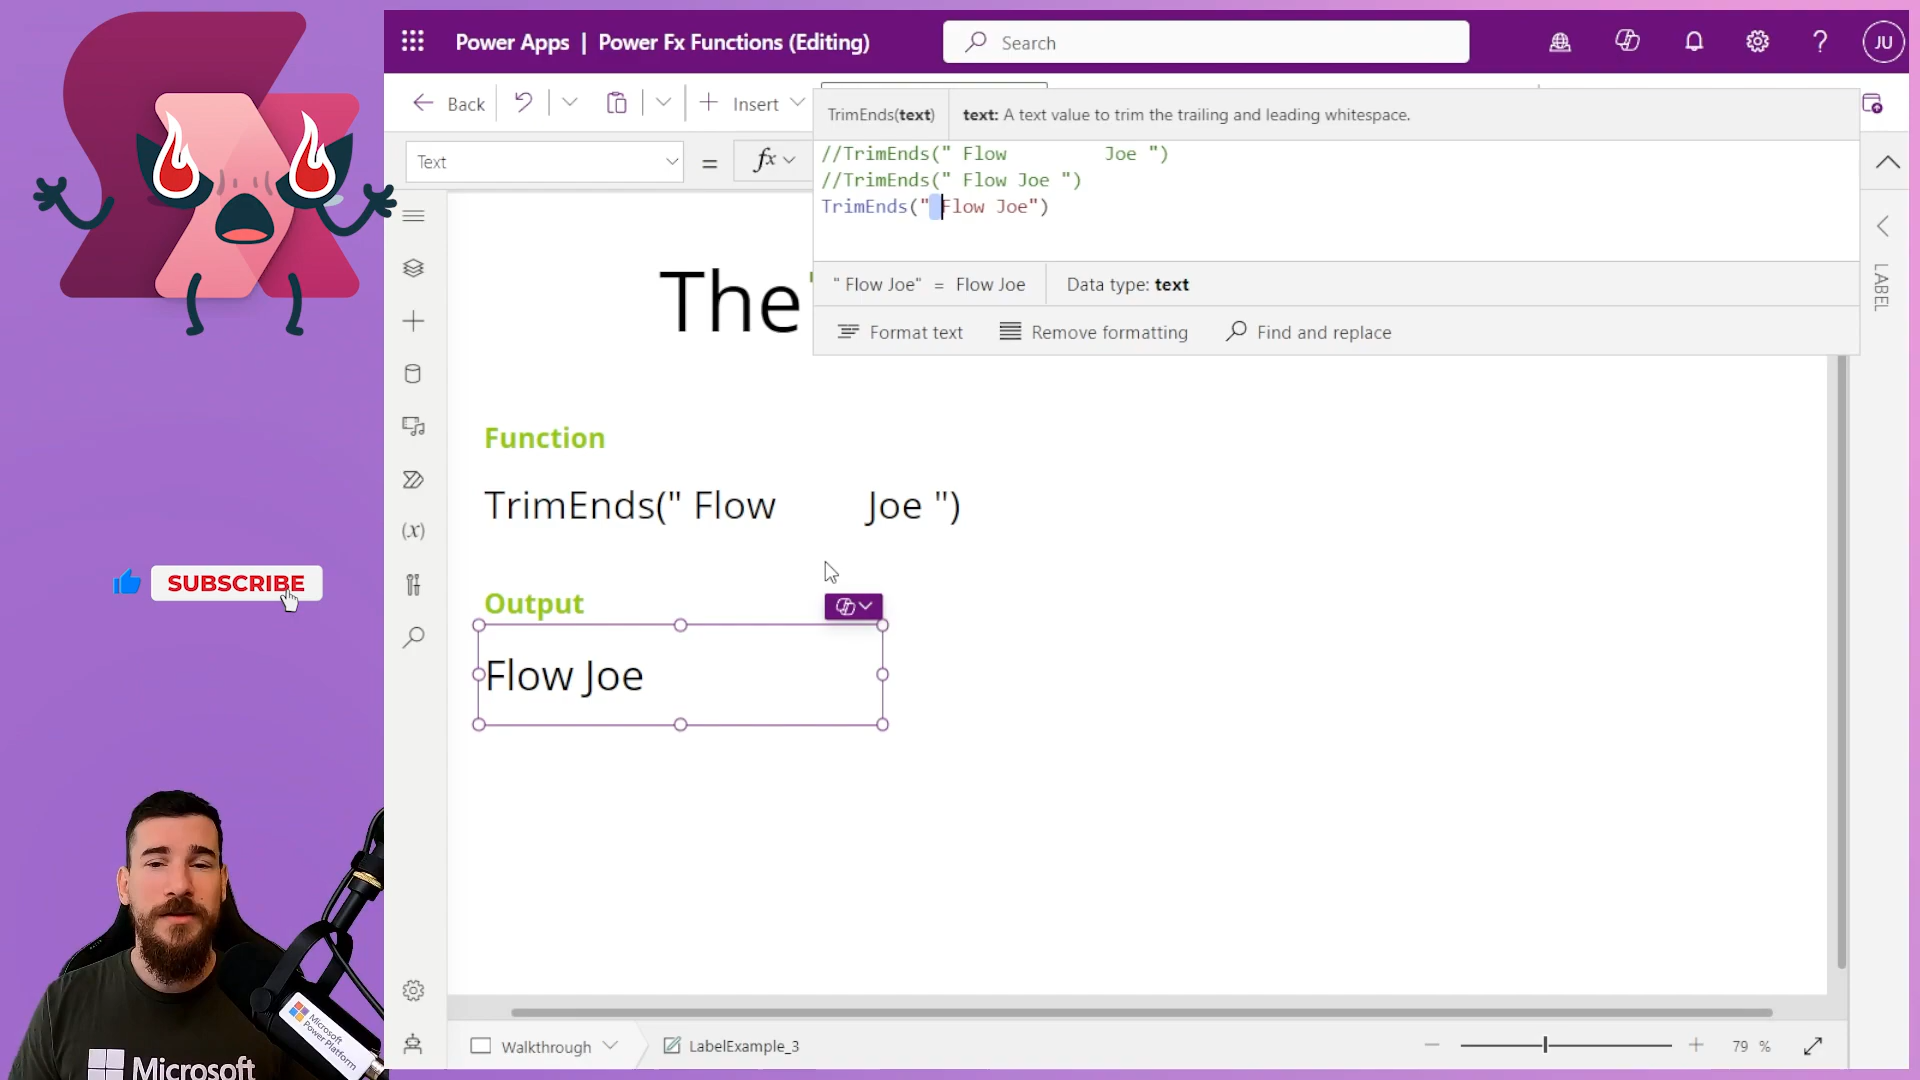 Power Apps | Power Fx Functions (Editing)
Search
JU
Back
Insert
TrimEnds(text)
text: A text value to trim the trailing and leading whitespace.
Text
=
fx
//TrimEnds(" Flow          Joe ")
//TrimEnds(" Flow Joe ")
TrimEnds(" Flow Joe")
" Flow Joe" = Flow Joe
Data type: text
Format text
Remove formatting
Find and replace
LABEL
The
Function
TrimEnds(" Flow          Joe ")
Output
Flow Joe
(x)
SUBSCRIBE
Microsoft
Power Platform
Microsoft
Walkthrough
LabelExample_3
79 %